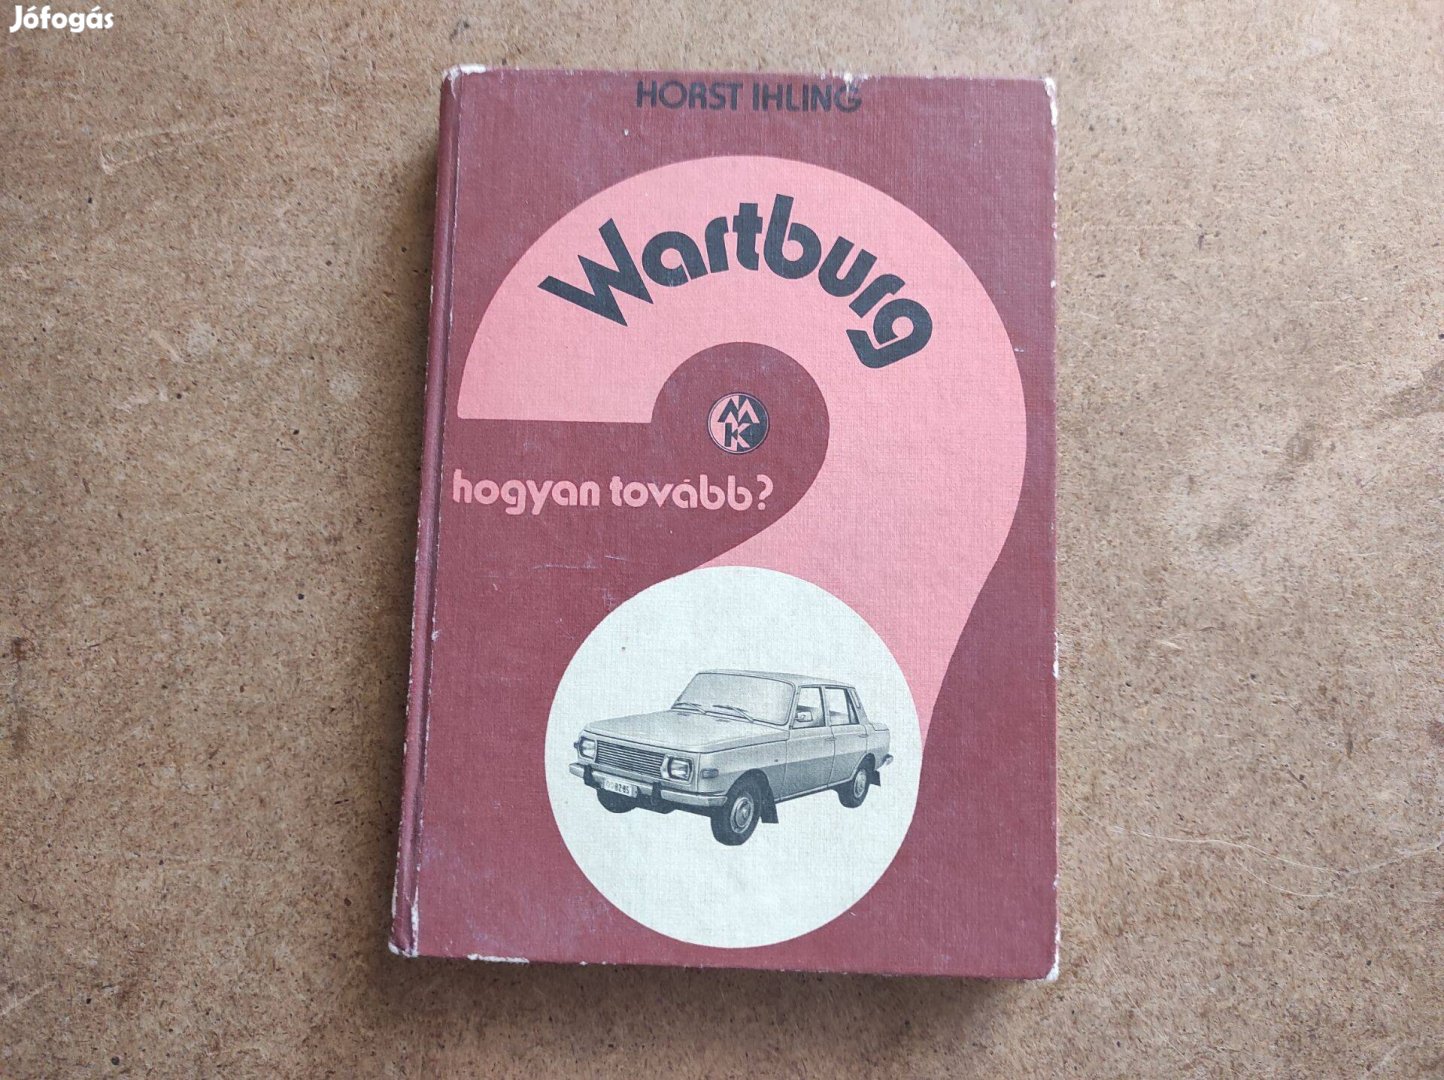 Jófogás
HORST IHLING
Wartburg
MK
hogyan tovább?